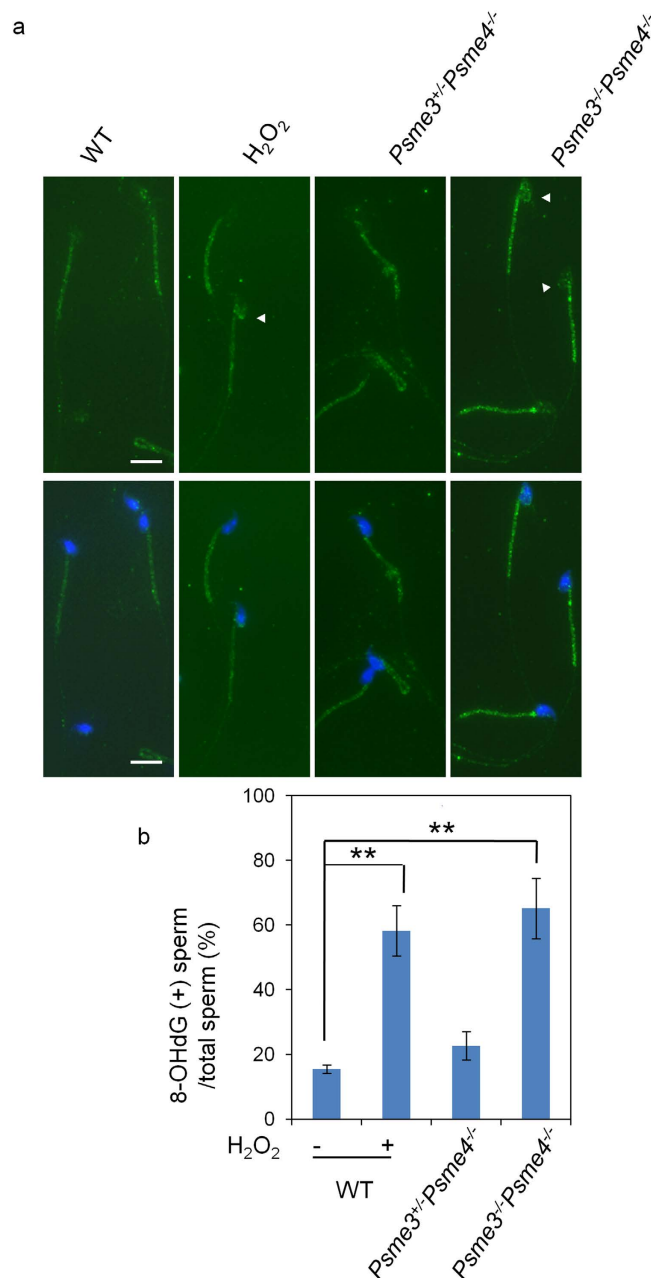 a
WT
H₂O₂
Psme3⁺/⁻Psme4⁻/⁻
Psme3⁻/⁻Psme4⁻/⁻
b
8-OHdG (+) sperm
/total sperm (%)
100
80
60
40
20
0
**
**
H₂O₂
-
+
WT
Psme3⁺/⁻Psme4⁻/⁻
Psme3⁻/⁻Psme4⁻/⁻